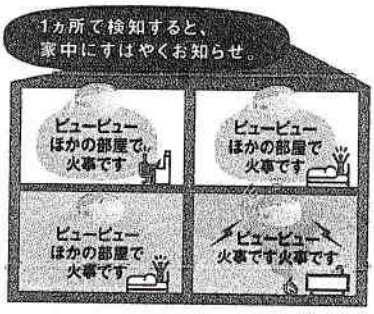 1ヵ所で検知すると、
家中にすばやくお知らせ。
ピューピュー
ほかの部屋で
火事です
ピューピュー
ほかの部屋で
火事です
ピューピュー
ほかの部屋で
火事です
ピューピュー
火事です火事です